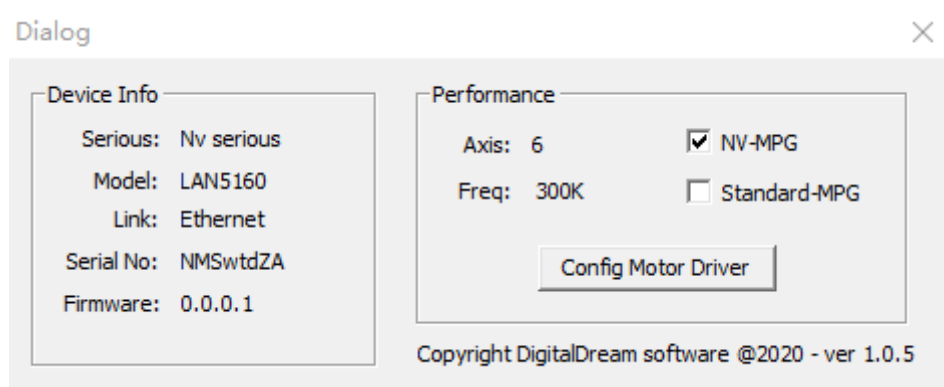 Dialog
Device Info
Serious: Nv serious
Model: LAN5160
Link: Ethernet
Serial No: NMSwtdZA
Firmware: 0.0.0.1
Performance
Axis: 6
NV-MPG
Freq: 300K
Standard-MPG
Config Motor Driver
Copyright DigitalDream software @2020 - ver 1.0.5